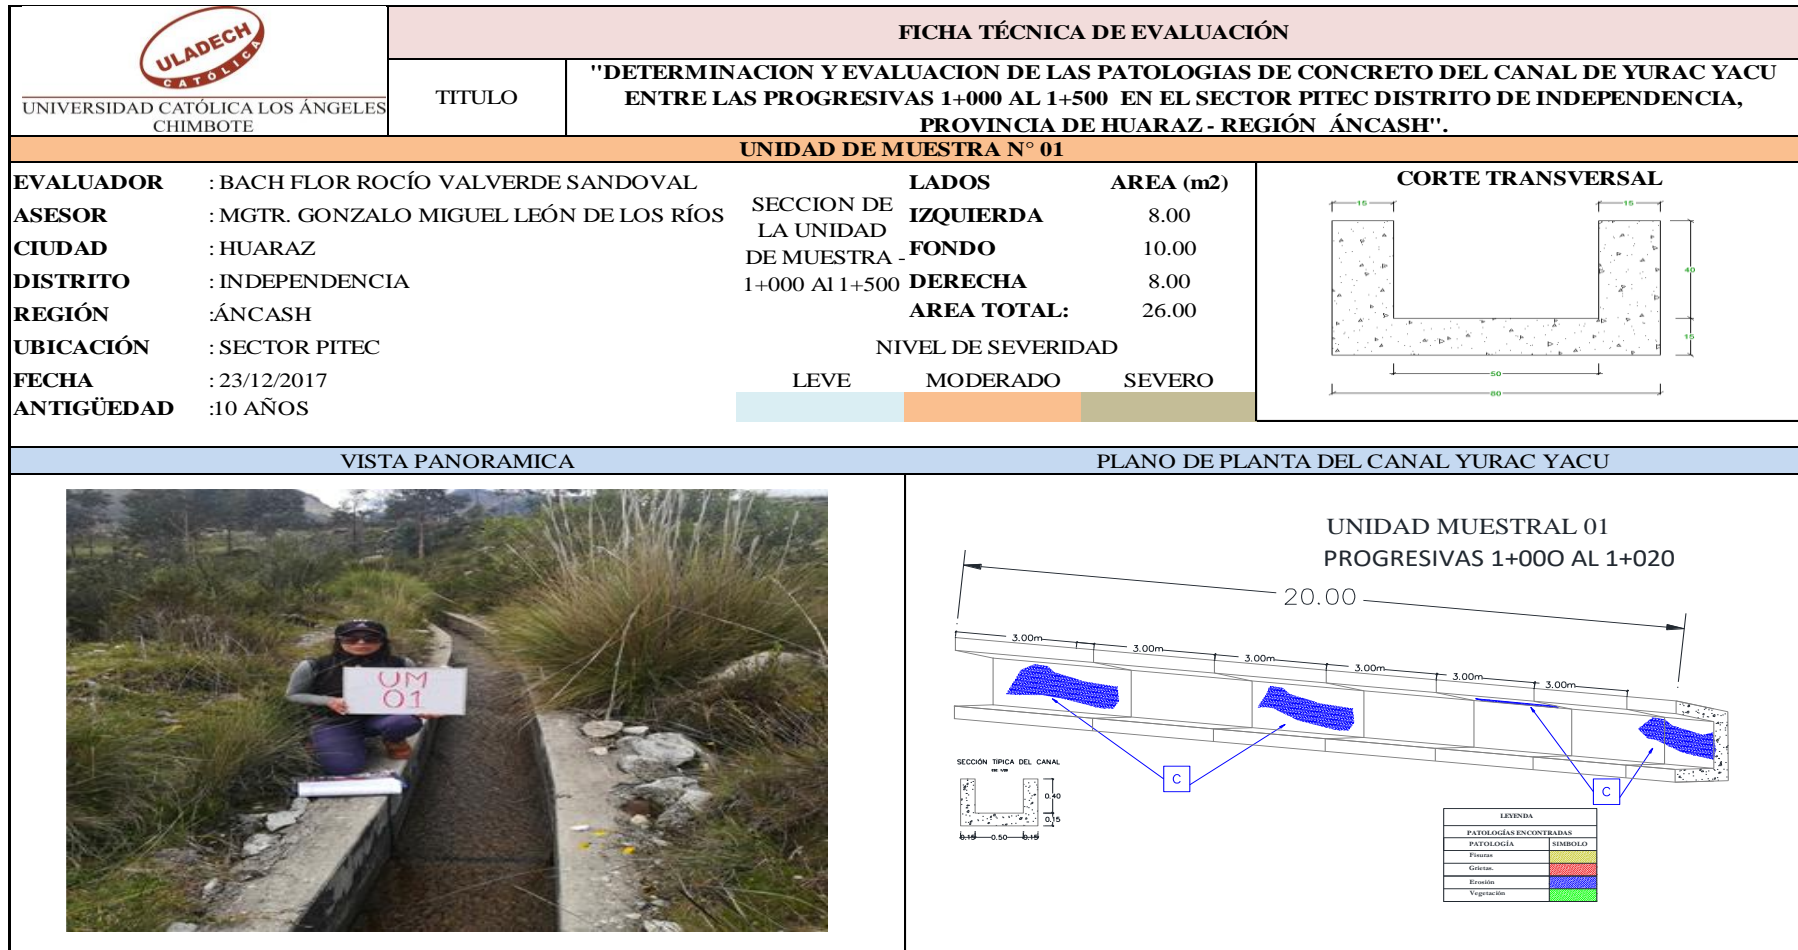 ULADECH
CATÓLICA
UNIVERSIDAD CATÓLICA LOS ÁNGELES
CHIMBOTE
FICHA TÉCNICA DE EVALUACIÓN
TITULO
"DETERMINACION Y EVALUACION DE LAS PATOLOGIAS DE CONCRETO DEL CANAL DE YURAC YACU
ENTRE LAS PROGRESIVAS 1+000 AL 1+500 EN EL SECTOR PITEC DISTRITO DE INDEPENDENCIA,
PROVINCIA DE HUARAZ - REGIÓN ÁNCASH".
UNIDAD DE MUESTRA N° 01
EVALUADOR : BACH FLOR ROCÍO VALVERDE SANDOVAL
ASESOR : MGTR. GONZALO MIGUEL LEÓN DE LOS RÍOS
CIUDAD : HUARAZ
DISTRITO : INDEPENDENCIA
REGIÓN :ÁNCASH
UBICACIÓN : SECTOR PITEC
FECHA : 23/12/2017
ANTIGÜEDAD :10 AÑOS
SECCION DE
LA UNIDAD
DE MUESTRA -
1+000 Al 1+500
LADOS AREA (m2)
IZQUIERDA 8.00
FONDO 10.00
DERECHA 8.00
AREA TOTAL: 26.00
NIVEL DE SEVERIDAD
LEVE MODERADO SEVERO
CORTE TRANSVERSAL
15 15
40
15
50
80
VISTA PANORAMICA
UM
01
PLANO DE PLANTA DEL CANAL YURAC YACU
UNIDAD MUESTRAL 01
PROGRESIVAS 1+00O AL 1+020
20.00
3.00m
3.00m
3.00m
3.00m
3.00m
3.00m
C
C
SECCIÓN TIPICA DEL CANAL
0.40
0.15
0.15 0.50 0.15
LEYENDA
PATOLOGÍAS ENCONTRADAS
PATOLOGÍA SIMBOLO
Fisuras
Grietas.
Erosión
Vegetación